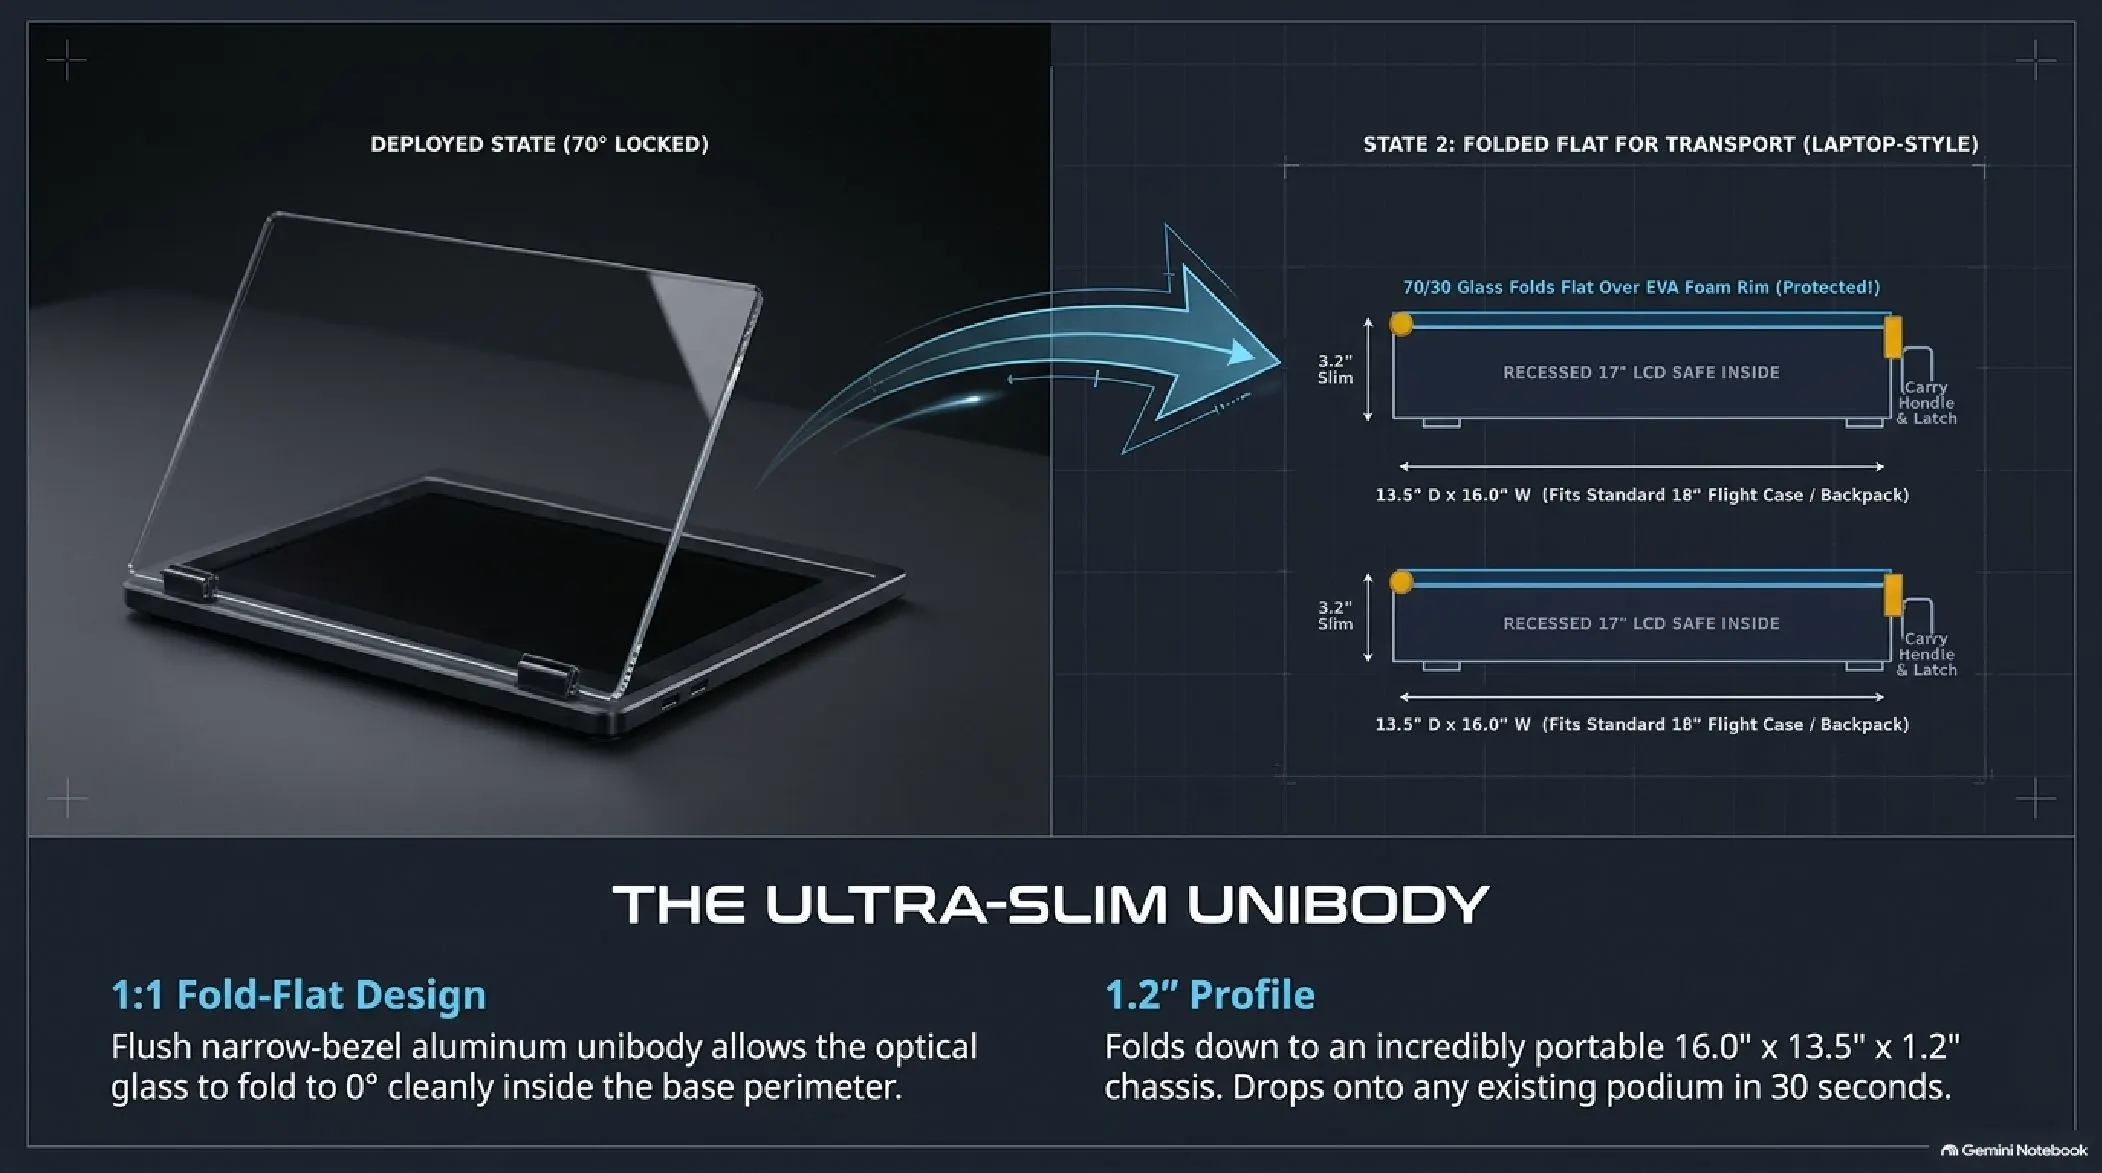 DEPLOYED STATE (70° LOCKED)
STATE 2: FOLDED FLAT FOR TRANSPORT (LAPTOP-STYLE)
70/30 Glass Folds Flat Over EVA Foam Rim (Protected!)
3.2"
Slim
RECESSED 17" LCD SAFE INSIDE
Carry
Hondle
& Latch
13.5" D x 16.0" W (Fits Standard 18" Flight Case / Backpack)
3.2"
Slim
RECESSED 17" LCD SAFE INSIDE
Carry
Hendle
& Latch
13.5" D x 16.0" W (Fits Standard 18" Flight Case / Backpack)
THE ULTRA-SLIM UNIBODY
1:1 Fold-Flat Design
Flush narrow-bezel aluminum unibody allows the optical
glass to fold to 0° cleanly inside the base perimeter.
1.2" Profile
Folds down to an incredibly portable 16.0" x 13.5" x 1.2"
chassis. Drops onto any existing podium in 30 seconds.
Gemini Notebook